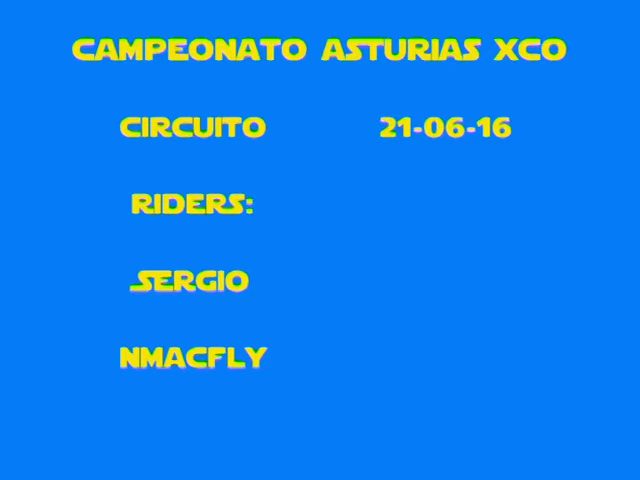 CAMPEONATO ASTURIAS XCO
CIRCUITO 21-06-16
RIDERS:
SERGIO
NMACFLY